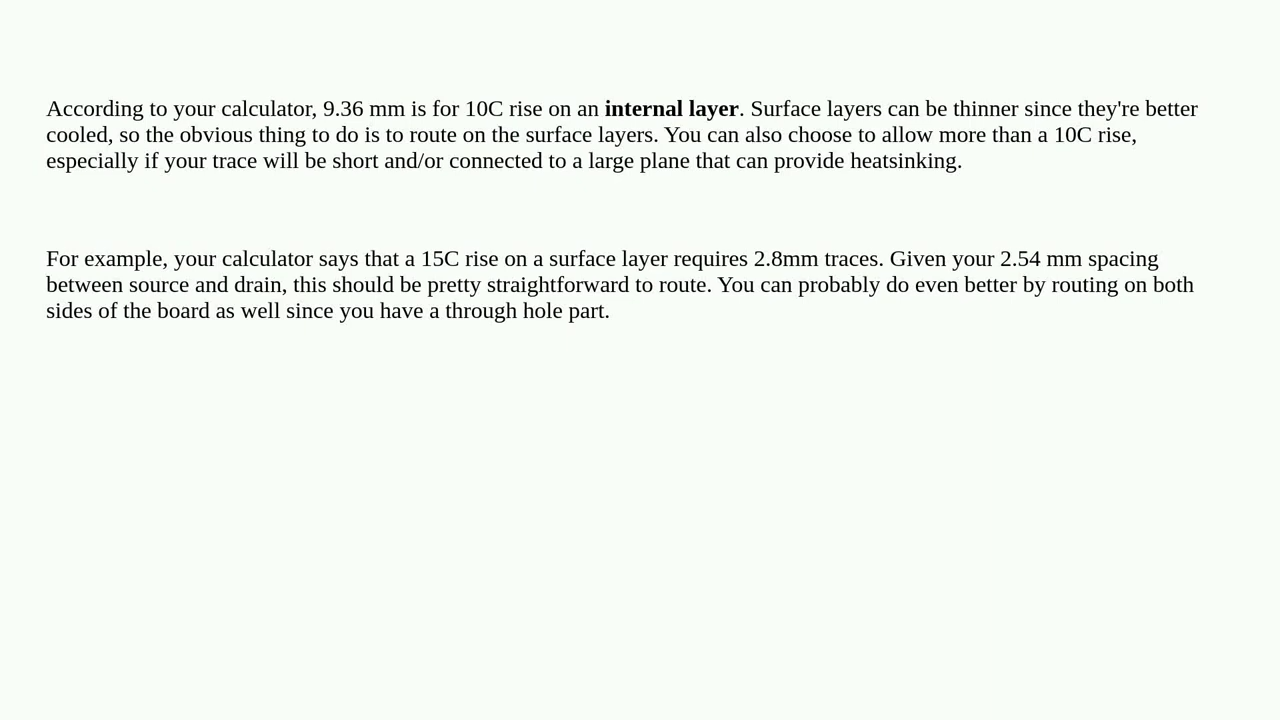 According to your calculator, 9.36 mm is for 10C rise on an internal layer. Surface layers can be thinner since they're better
cooled, so the obvious thing to do is to route on the surface layers. You can also choose to allow more than a 10C rise,
especially if your trace will be short and/or connected to a large plane that can provide heatsinking.
For example, your calculator says that a 15C rise on a surface layer requires 2.8mm traces. Given your 2.54 mm spacing
between source and drain, this should be pretty straightforward to route. You can probably do even better by routing on both
sides of the board as well since you have a through hole part.